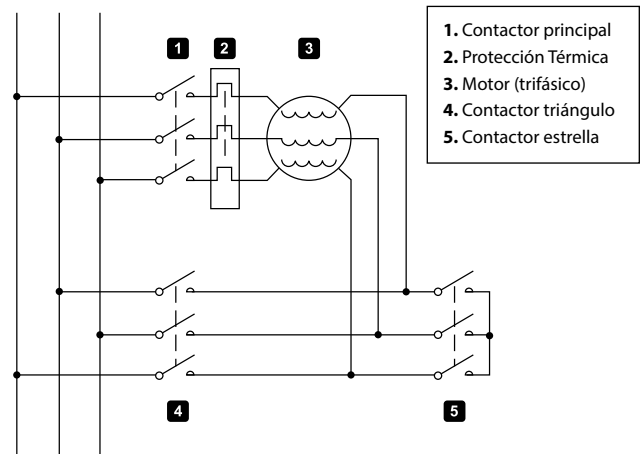 1 2 3
1. Contactor principal
2. Protección Térmica
3. Motor (trifásico)
4. Contactor triángulo
5. Contactor estrella
4 5